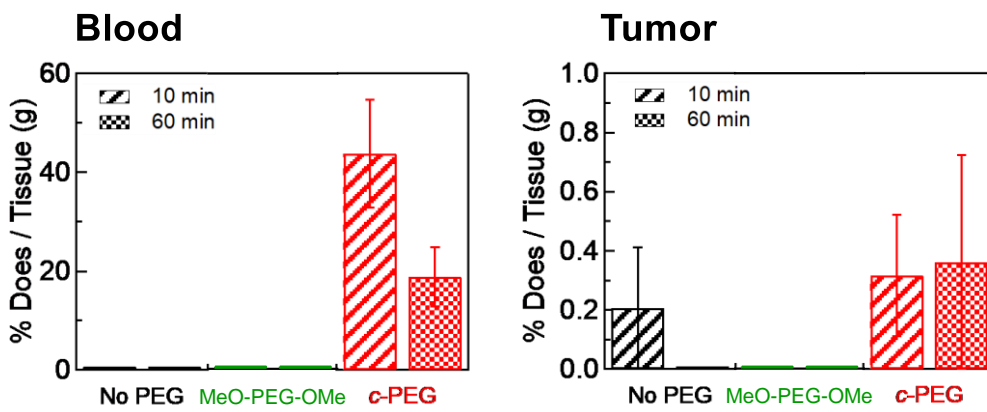 Blood
60
40
20
0
% Does / Tissue (g)
10 min
60 min
No PEG MeO-PEG-OMe c-PEG
Tumor
1.0
0.8
0.6
0.4
0.2
0.0
% Does / Tissue (g)
10 min
60 min
No PEG MeO-PEG-OMe c-PEG